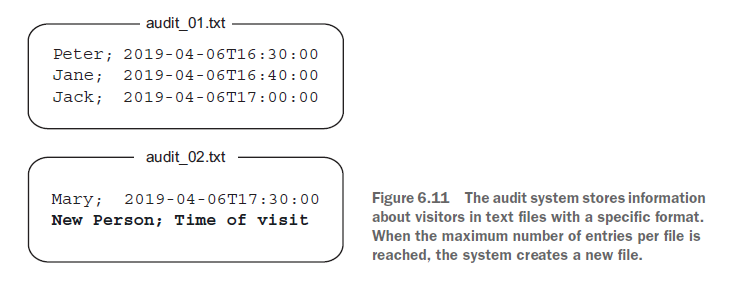 audit_01.txt
Peter; 2019-04-06T16:30:00
Jane; 2019-04-06T16:40:00
Jack; 2019-04-06T17:00:00
audit_02.txt
Mary; 2019-04-06T17:30:00
New Person; Time of visit
Figure 6.11 The audit system stores information
about visitors in text files with a specific format.
When the maximum number of entries per file is
reached, the system creates a new file.